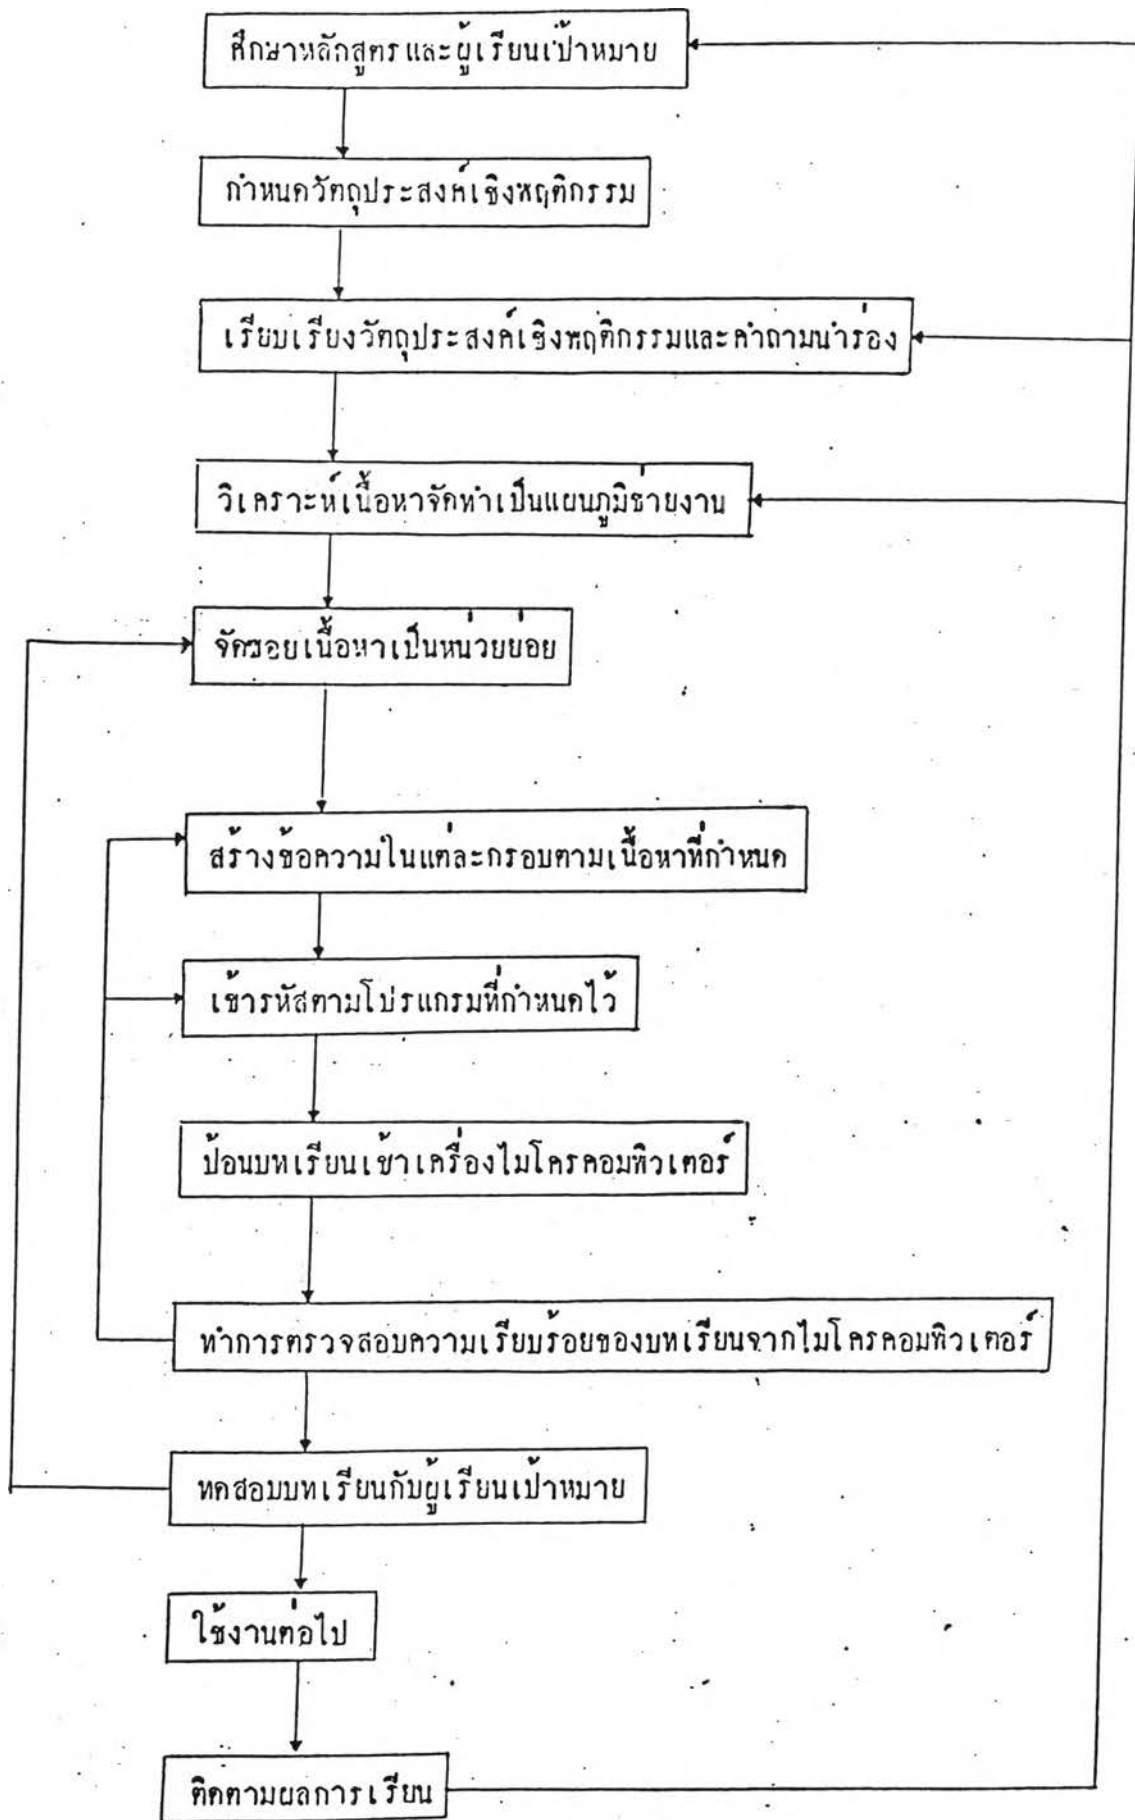 ศึกษาหลักสูตรและผู้เรียนเป้าหมาย
กำหนดวัตถุประสงค์เชิงพฤติกรรม
เรียบเรียงวัตถุประสงค์เชิงพฤติกรรมและคำถามนำร่อง
วิเคราะห์เนื้อหาจัดทำเป็นแผนภูมิข่ายงาน
จัดรอยเนื้อหาเป็นหน่วยย่อย
สร้างข้อความในแต่ละกรอบตามเนื้อหาที่กำหนด
เข้ารหัสตามโปรแกรมที่กำหนดไว้
ป้อนบทเรียนเข้าเครื่องไมโครคอมพิวเตอร์
ทำการตรวจสอบความเรียบร้อยของบทเรียนจากไมโครคอมพิวเตอร์
ทดสอบบทเรียนกับผู้เรียนเป้าหมาย
ใช้งานต่อไป
ติดตามผลการเรียน